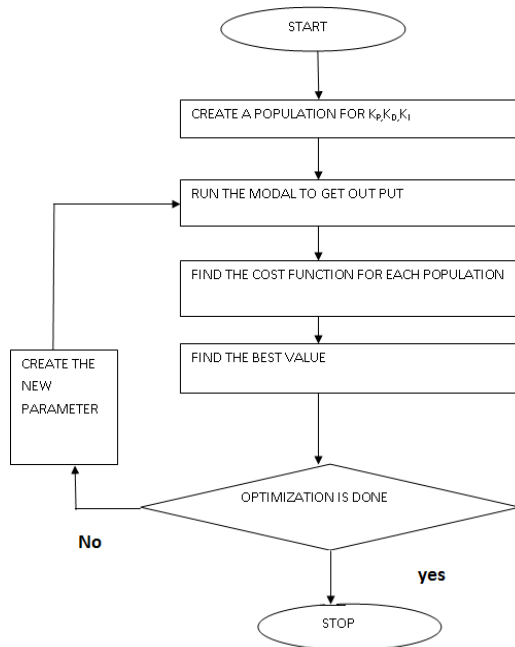 START
CREATE A POPULATION FOR KP,KD,KI
RUN THE MODAL TO GET OUT PUT
FIND THE COST FUNCTION FOR EACH POPULATION
FIND THE BEST VALUE
CREATE THE
NEW
PARAMETER
OPTIMIZATION IS DONE
No
yes
STOP